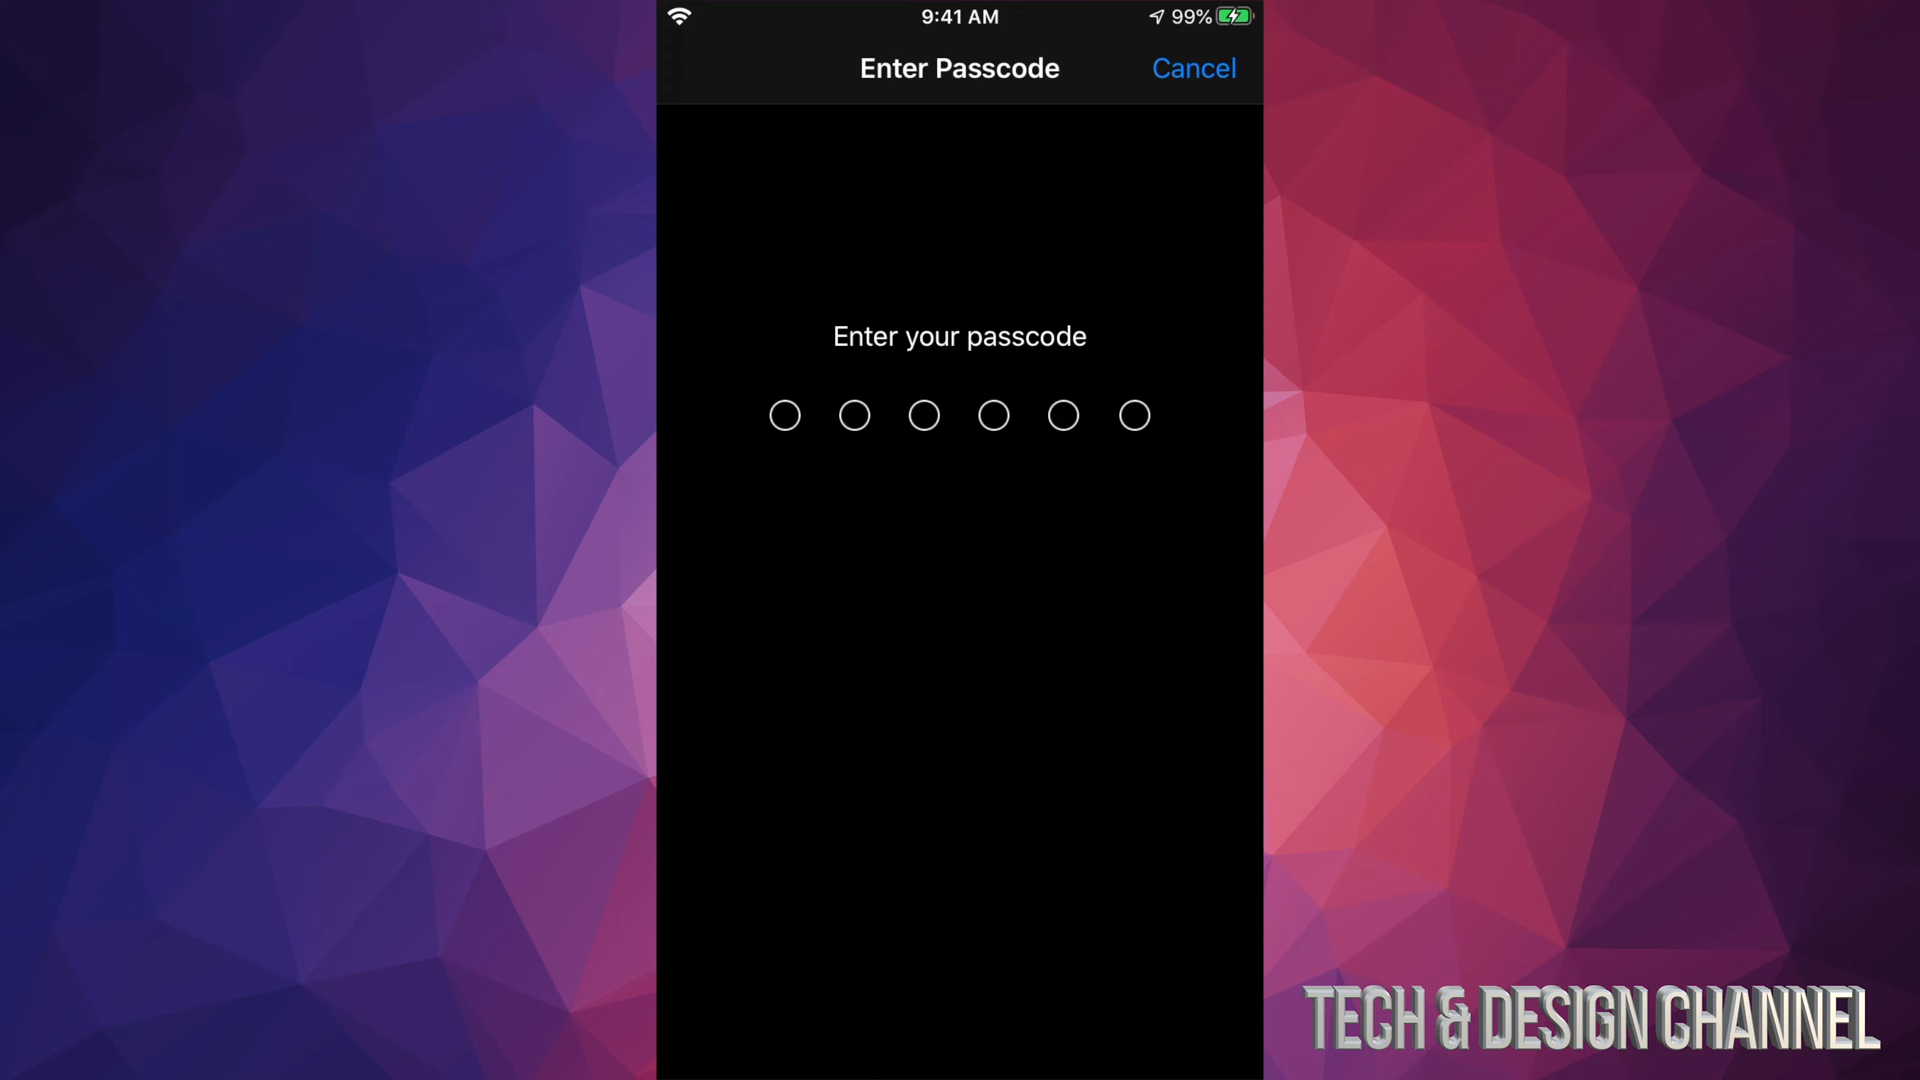 9:41 AM
99%
Enter Passcode
Cancel
Enter your passcode
TECH & DESIGN CHANNEL